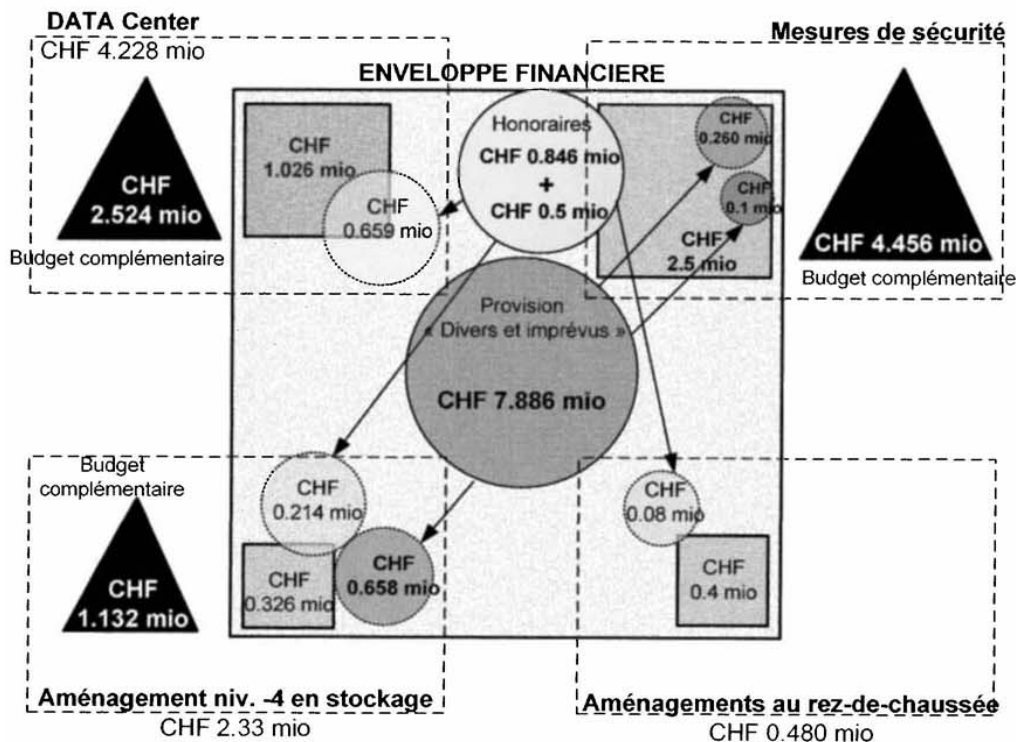 DATA Center
CHF 4.228 mio
Mesures de sécurité
ENVELOPPE FINANCIERE
CHF
1.026 mio
CHF
0.659 mio
CHF
2.524 mio
Budget complémentaire
Honoraires
CHF 0.846 mio
+
CHF 0.5 mio
CHF
0.260 mio
CHF
0.1 mio
CHF
2.5 mio
CHF 4.456 mio
Budget complémentaire
Provision
« Divers et imprévus »
CHF 7.886 mio
Budget
complémentaire
CHF
1.132 mio
CHF
0.214 mio
CHF
0.326 mio
CHF
0.658 mio
CHF
0.08 mio
CHF
0.4 mio
Aménagement niv. -4 en stockage
CHF 2.33 mio
Aménagements au rez-de-chaussée
CHF 0.480 mio